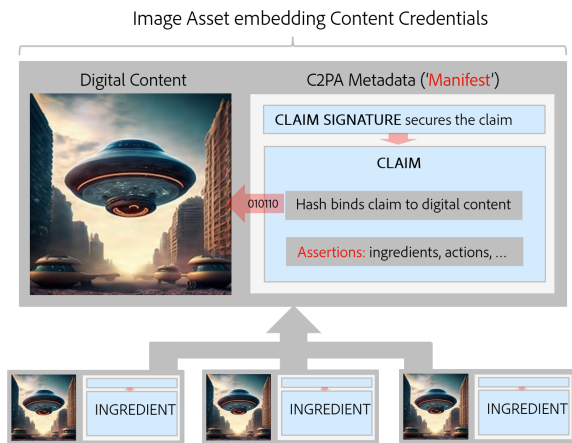 Image Asset embedding Content Credentials
Digital Content
C2PA Metadata (‘Manifest’)
CLAIM SIGNATURE secures the claim
CLAIM
010110
Hash binds claim to digital content
Assertions: ingredients, actions, ...
INGREDIENT
INGREDIENT
INGREDIENT